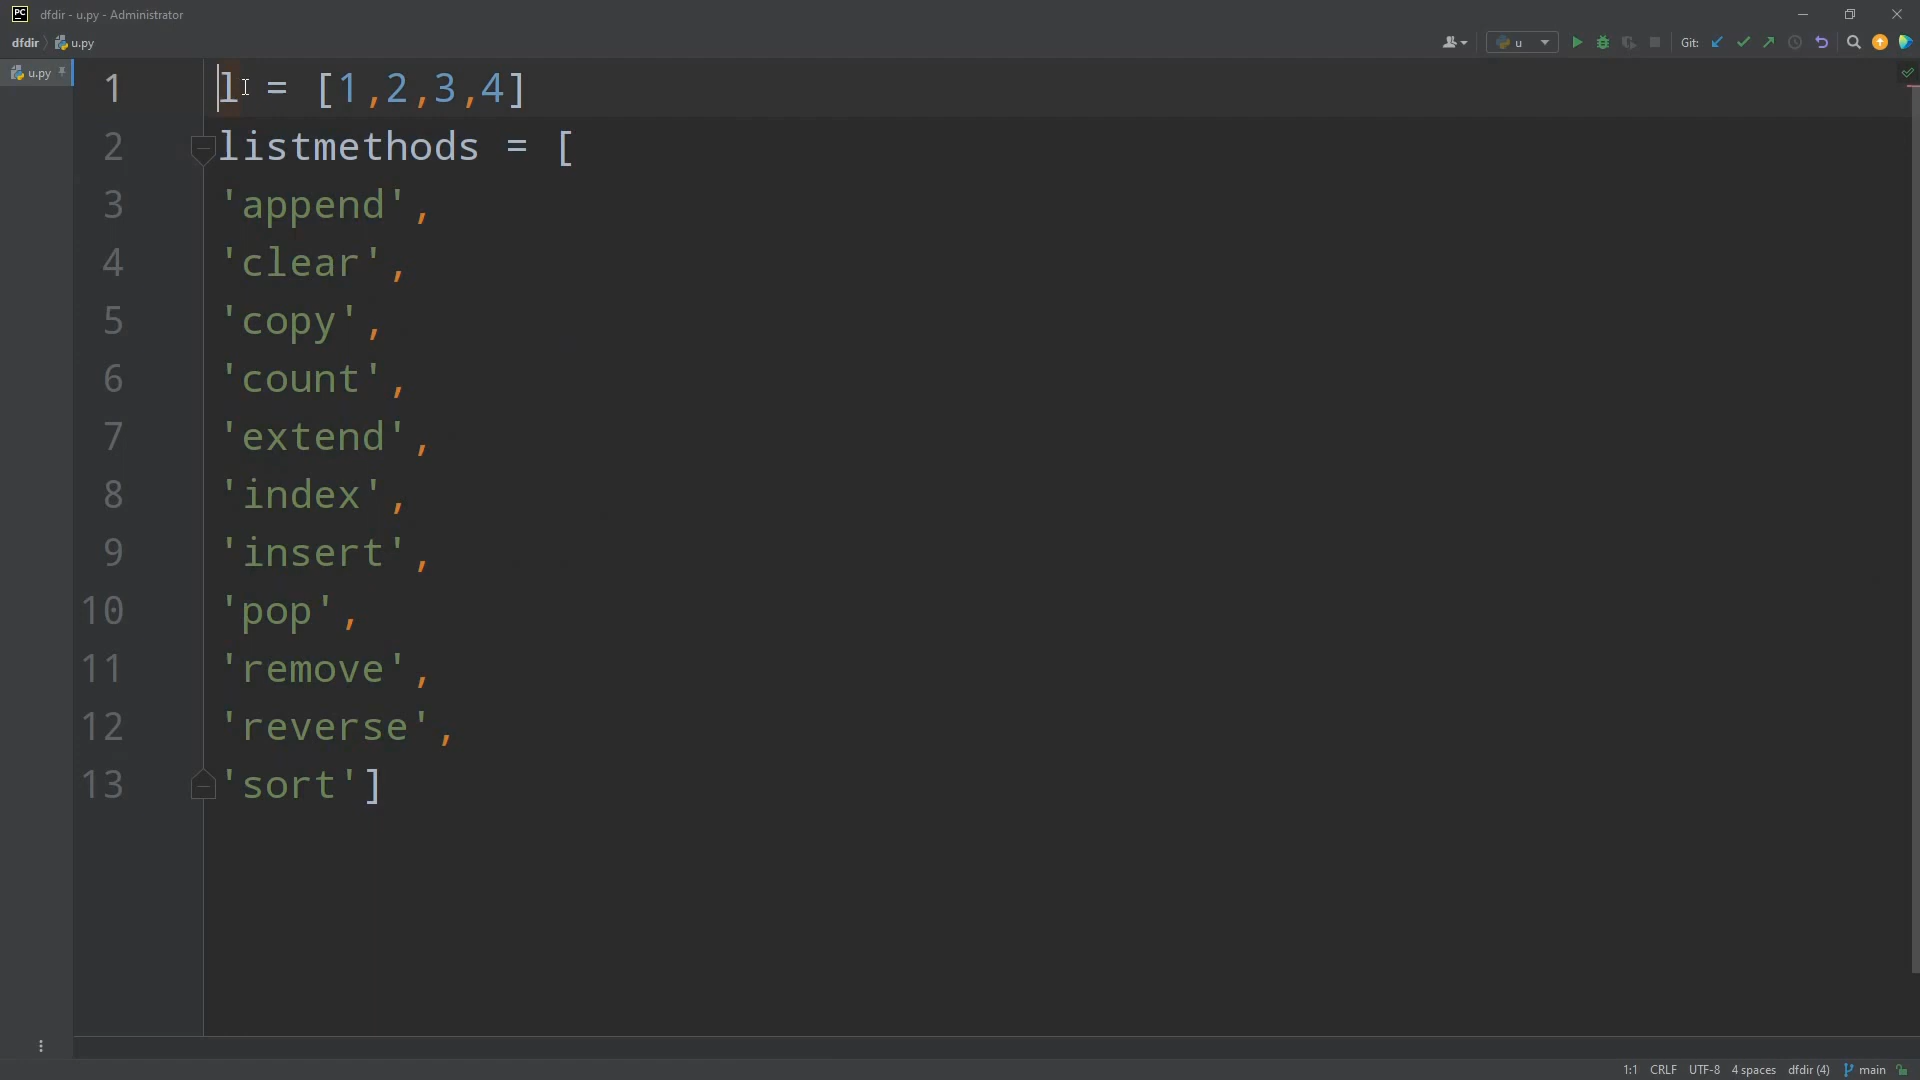 PC dfdir - u.py - Administrator
dfdir u.py
u
Git:
u.py
1 l = [1,2,3,4]
2 listmethods = [
3 'append',
4 'clear',
5 'copy',
6 'count',
7 'extend',
8 'index',
9 'insert',
10 'pop',
11 'remove',
12 'reverse',
13 'sort']
1:1 CRLF UTF-8 4 spaces dfdir (4) main